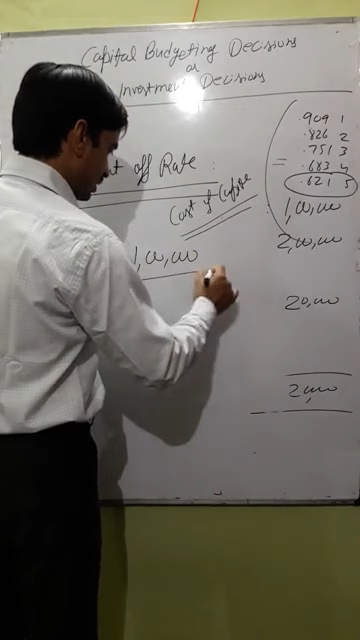 Capital Budgeting Decisions
or
Investment Decisions
.909 1
.826 2
.751 3
.683 4
.621 5
=
off Rate :
Cost of Capital
1,00,000
2,00,000
1,00,000
20,000
2,000